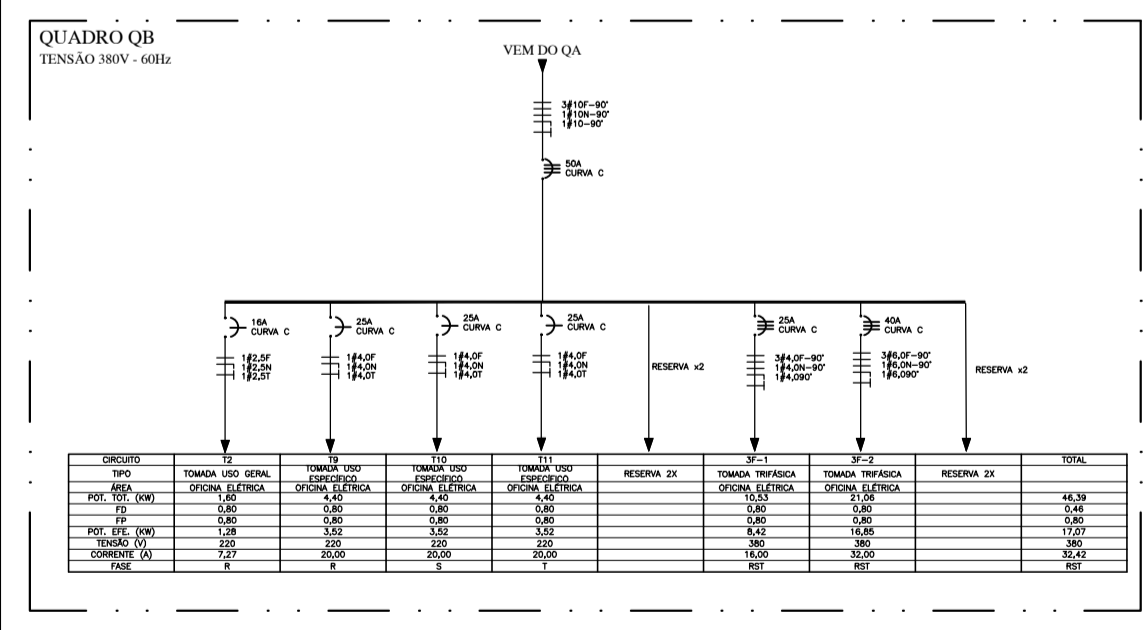 QUADRO QB
TENSÃO 380V - 60Hz
VEM DO QA
3#10F-90°
1#10N-90°
1#10-90°
50A
CURVA C
16A
CURVA C
25A
CURVA C
25A
CURVA C
25A
CURVA C
25A
CURVA C
40A
CURVA C
1#2,5F
1#2,5N
1#2,5T
1#4,0F
1#4,0N
1#4,0T
1#4,0F
1#4,0N
1#4,0T
1#4,0F
1#4,0N
1#4,0T
RESERVA x2
3#4,0F-90°
1#4,0N-90°
1#4,090°
3#6,0F-90°
1#6,0N-90°
1#6,090°
RESERVA x2
CIRCUITO T2 T9 T10 T11 3F-1 3F-2 TOTAL
TIPO TOMADA USO GERAL TOMADA USO ESPECÍFICO TOMADA USO ESPECÍFICO TOMADA USO ESPECÍFICO RESERVA 2X TOMADA TRIFÁSICA TOMADA TRIFÁSICA RESERVA 2X
ÁREA OFICINA ELÉTRICA OFICINA ELÉTRICA OFICINA ELÉTRICA OFICINA ELÉTRICA OFICINA ELÉTRICA OFICINA ELÉTRICA
POT. TOT. (KW) 1,60 4,40 4,40 4,40 10,53 21,06 46,39
FD 0,80 0,80 0,80 0,80 0,80 0,80 0,46
FP 0,80 0,80 0,80 0,80 0,80 0,80 0,80
POT. EFE. (KW) 1,28 3,52 3,52 3,52 8,42 16,85 17,07
TENSÃO (V) 220 220 220 220 380 380 380
CORRENTE (A) 7,27 20,00 20,00 20,00 16,00 32,00 32,42
FASE R R S T RST RST RST